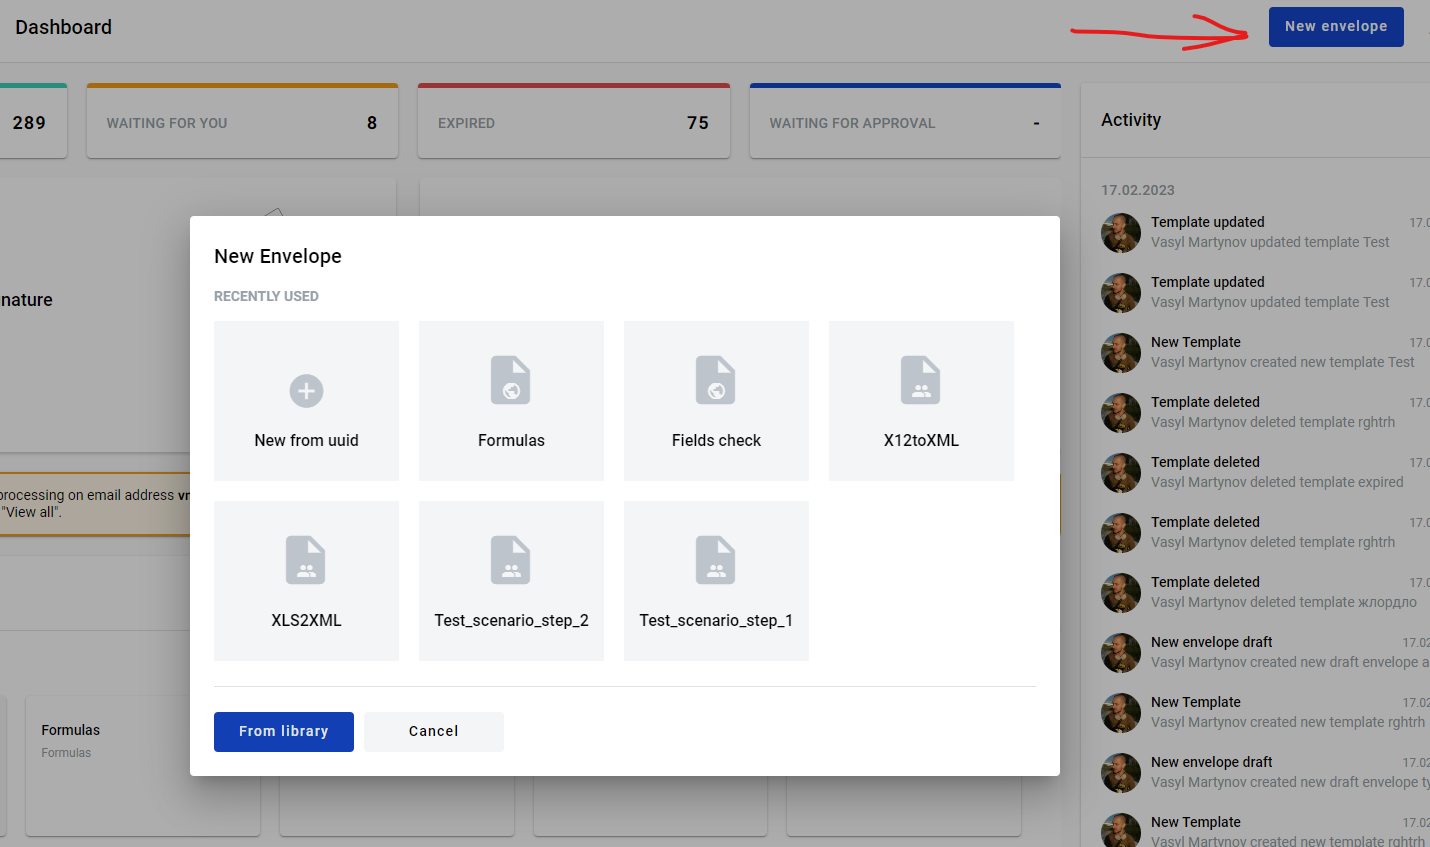 Dashboard
New envelope
289
WAITING FOR YOU
8
EXPIRED
75
WAITING FOR APPROVAL
-
nature
processing on email address
"View all".
Formulas
Formulas
New Envelope
RECENTLY USED
New from uuid
Formulas
Fields check
X12toXML
XLS2XML
Test_scenario_step_2
Test_scenario_step_1
From library
Cancel
Activity
17.02.2023
Template updated
17.0
Vasyl Martynov updated template Test
Template updated
17.0
Vasyl Martynov updated template Test
New Template
17.0
Vasyl Martynov created new template Test
Template deleted
17.0
Vasyl Martynov deleted template rghtrh
Template deleted
17.0
Vasyl Martynov deleted template expired
Template deleted
17.0
Vasyl Martynov deleted template rghtrh
Template deleted
17.0
Vasyl Martynov deleted template жлордло
New envelope draft
17.02
Vasyl Martynov created new draft envelope a
New Template
17.02
Vasyl Martynov created new template rghtrh
New envelope draft
17.02
Vasyl Martynov created new draft envelope ty
New Template
17.02
Vasyl Martynov created new template rghtrh